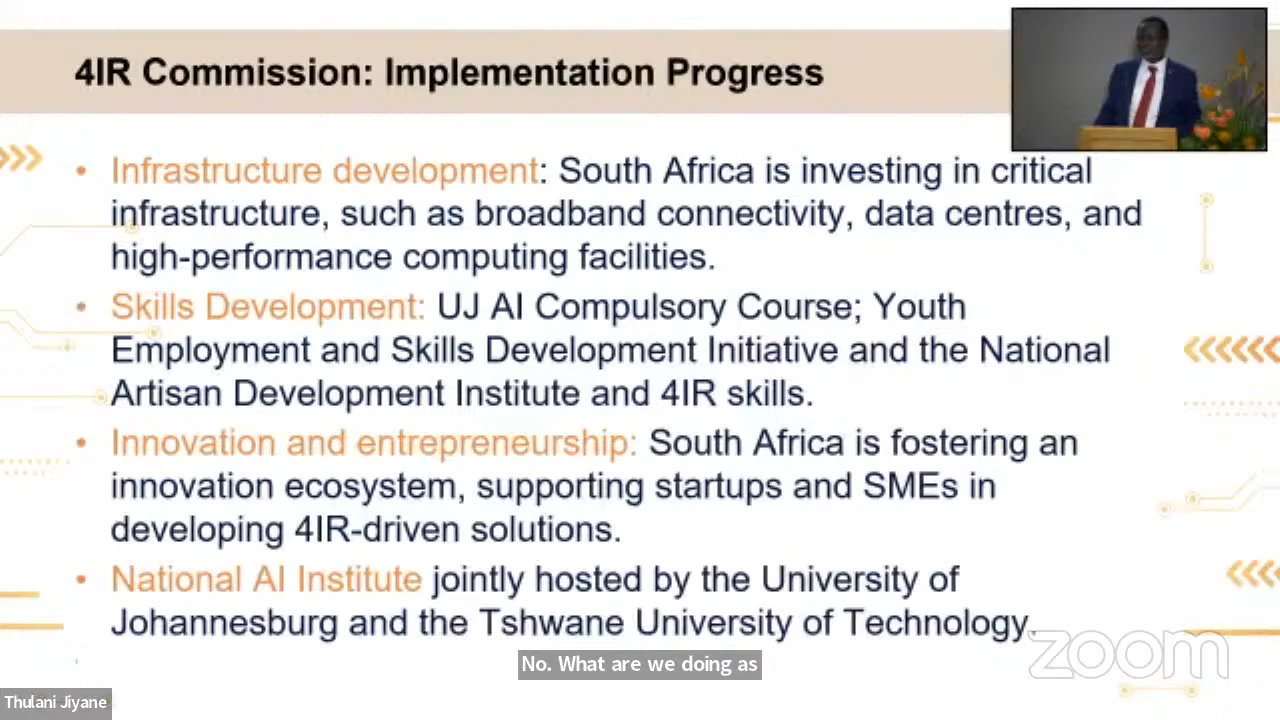 4IR Commission: Implementation Progress
• Infrastructure development: South Africa is investing in critical
infrastructure, such as broadband connectivity, data centres, and
high-performance computing facilities.
• Skills Development: UJ AI Compulsory Course; Youth
Employment and Skills Development Initiative and the National
Artisan Development Institute and 4IR skills.
• Innovation and entrepreneurship: South Africa is fostering an
innovation ecosystem, supporting startups and SMEs in
developing 4IR-driven solutions.
• National AI Institute jointly hosted by the University of
Johannesburg and the Tshwane University of Technology.
zoom
No. What are we doing as
Thulani Jiyane